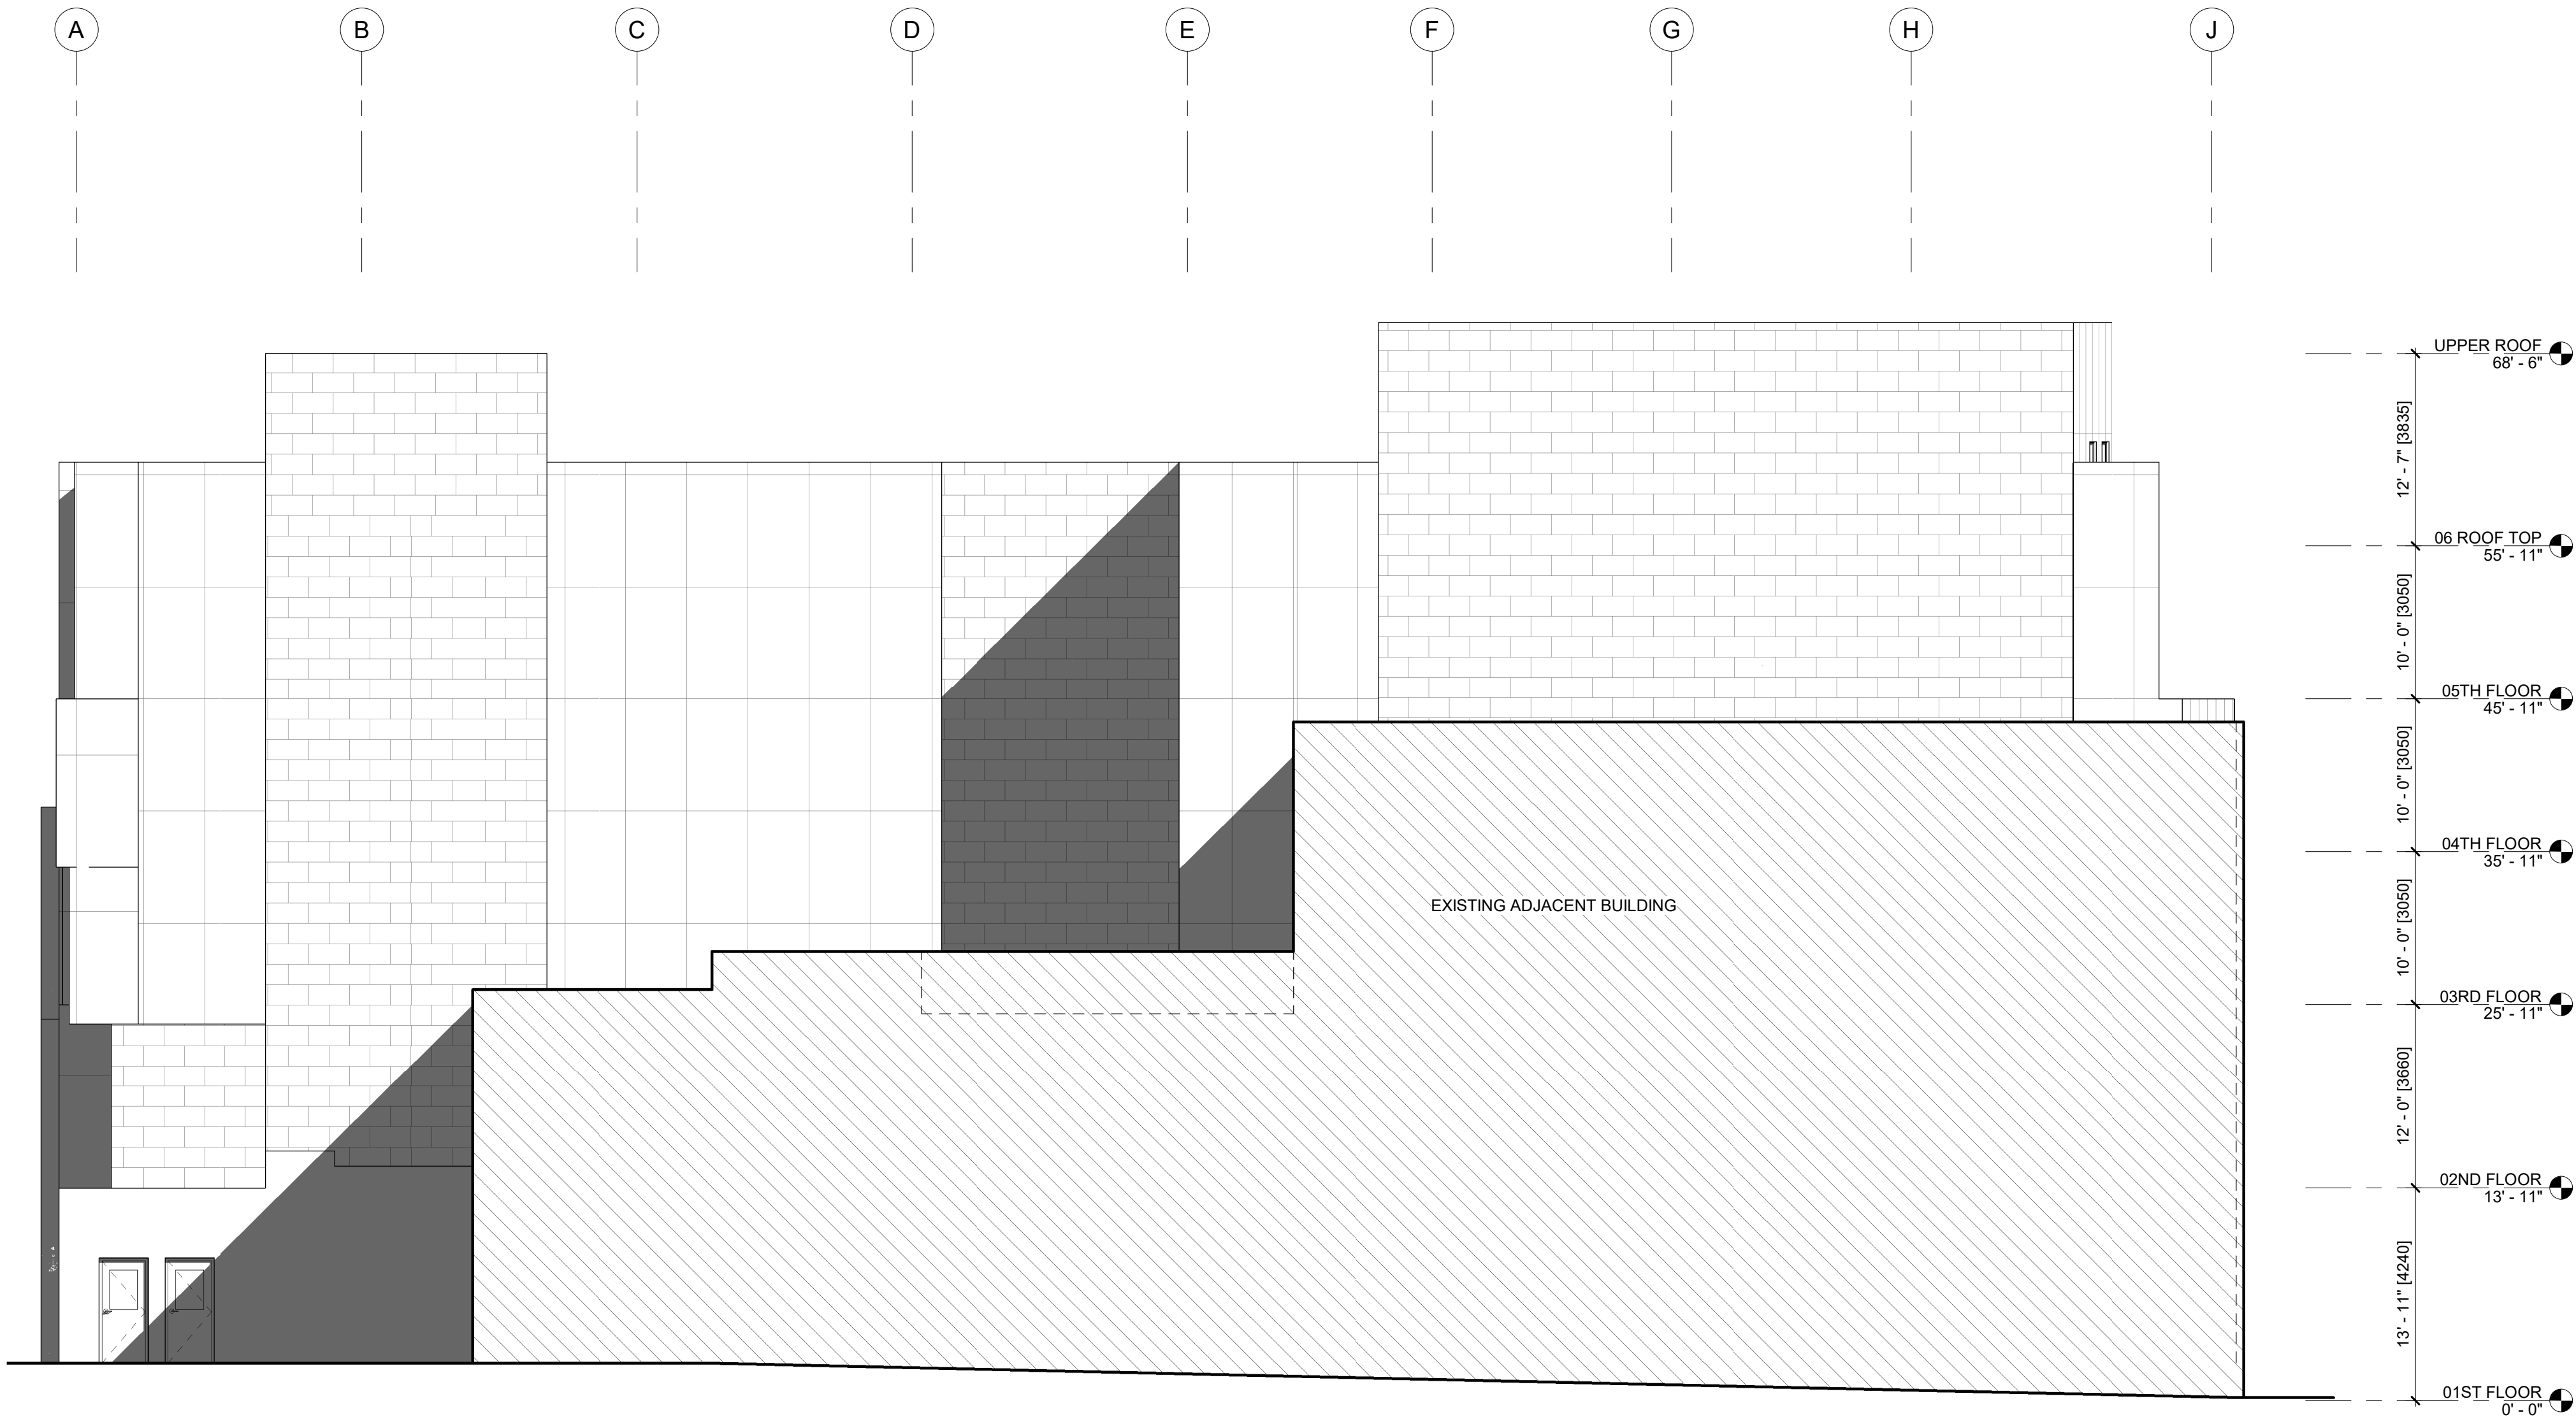 A
B
C
D
E
F
G
H
J
UPPER ROOF
68' - 6"
12' - 7" [3835]
06 ROOF TOP
55' - 11"
10' - 0" [3050]
05TH FLOOR
45' - 11"
10' - 0" [3050]
04TH FLOOR
35' - 11"
EXISTING ADJACENT BUILDING
10' - 0" [3050]
03RD FLOOR
25' - 11"
12' - 0" [3660]
02ND FLOOR
13' - 11"
13' - 11" [4240]
01ST FLOOR
0' - 0"